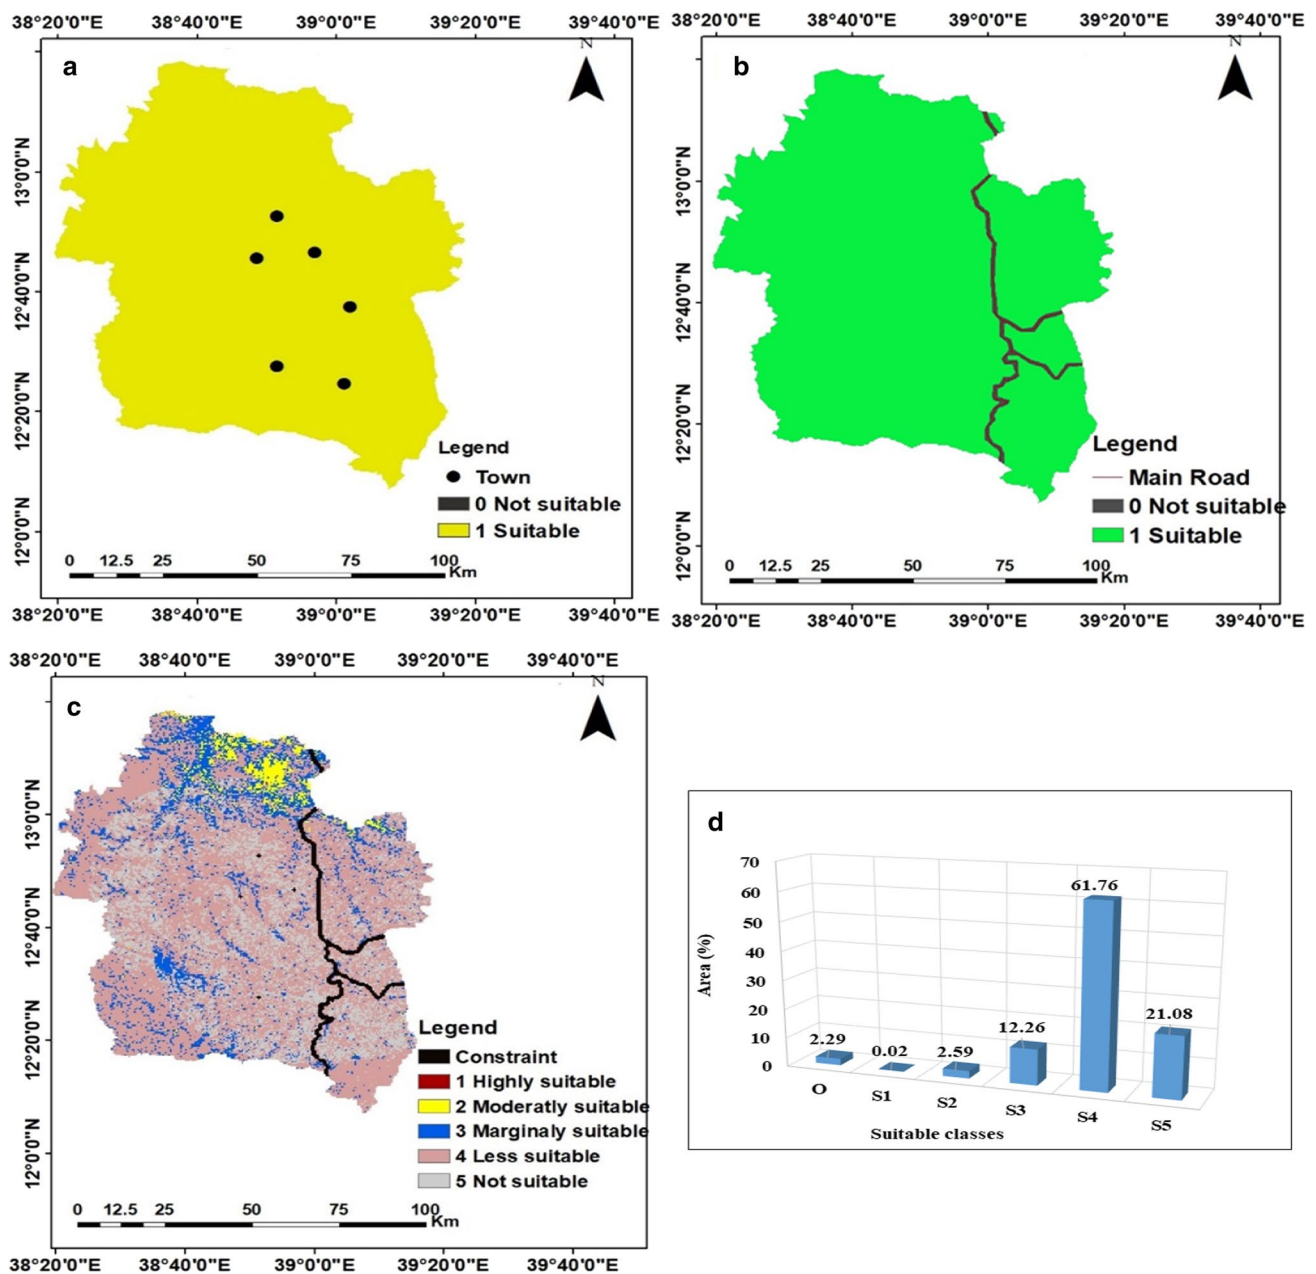 38°20'0"E 38°40'0"E 39°0'0"E 39°20'0"E 39°40'0"E
a
N
13°0'0"N
12°40'0"N
12°20'0"N
12°0'0"N
Legend
Town
0 Not suitable
1 Suitable
0 12.5 25 50 75 100
Km
38°20'0"E 38°40'0"E 39°0'0"E 39°20'0"E 39°40'0"E
38°20'0"E 38°40'0"E 39°0'0"E 39°20'0"E 39°40'0"E
b
N
13°0'0"N
12°40'0"N
12°20'0"N
12°0'0"N
Legend
Main Road
0 Not suitable
1 Suitable
0 12.5 25 50 75 100
Km
38°20'0"E 38°40'0"E 39°0'0"E 39°20'0"E 39°40'0"E
38°20'0"E 38°40'0"E 39°0'0"E 39°20'0"E 39°40'0"E
c
N
13°0'0"N
12°40'0"N
12°20'0"N
12°0'0"N
Legend
Constraint
1 Highly suitable
2 Moderatly suitable
3 Marginaly suitable
4 Less suitable
5 Not suitable
0 12.5 25 50 75 100
Km
38°20'0"E 38°40'0"E 39°0'0"E 39°20'0"E 39°40'0"E
d
Area (%)
70
60
50
40
30
20
10
0
2.29
0.02
2.59
12.26
61.76
21.08
O S1 S2 S3 S4 S5
Suitable classes